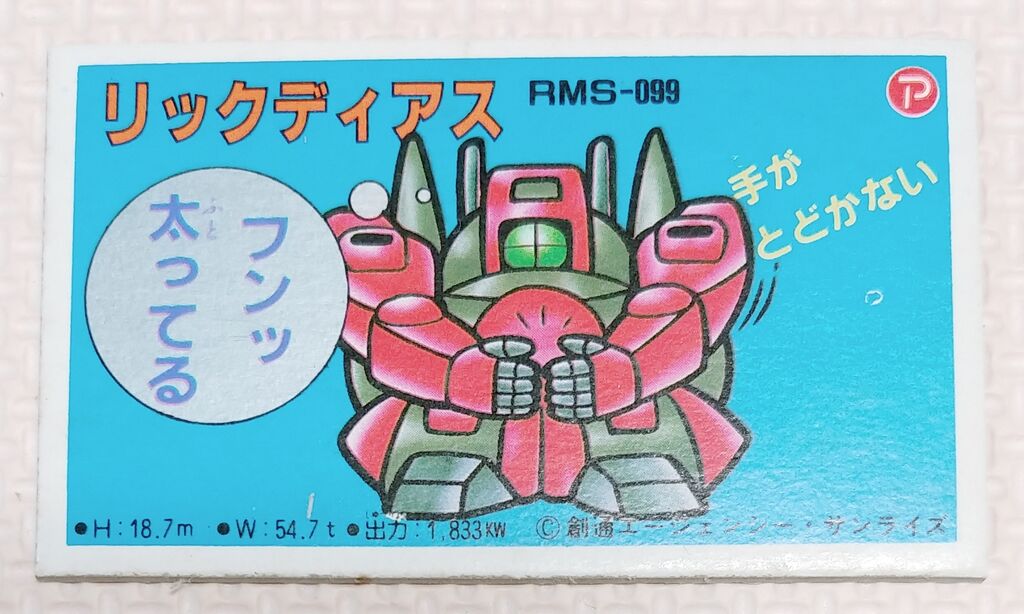 リックディアス
RMS-099
P
手が
とどかない
フンッ
太ってる
ふと
●H:18.7m ●W:54.7t ●出力:1,833KW ©創通エージェンシー・サンライズ